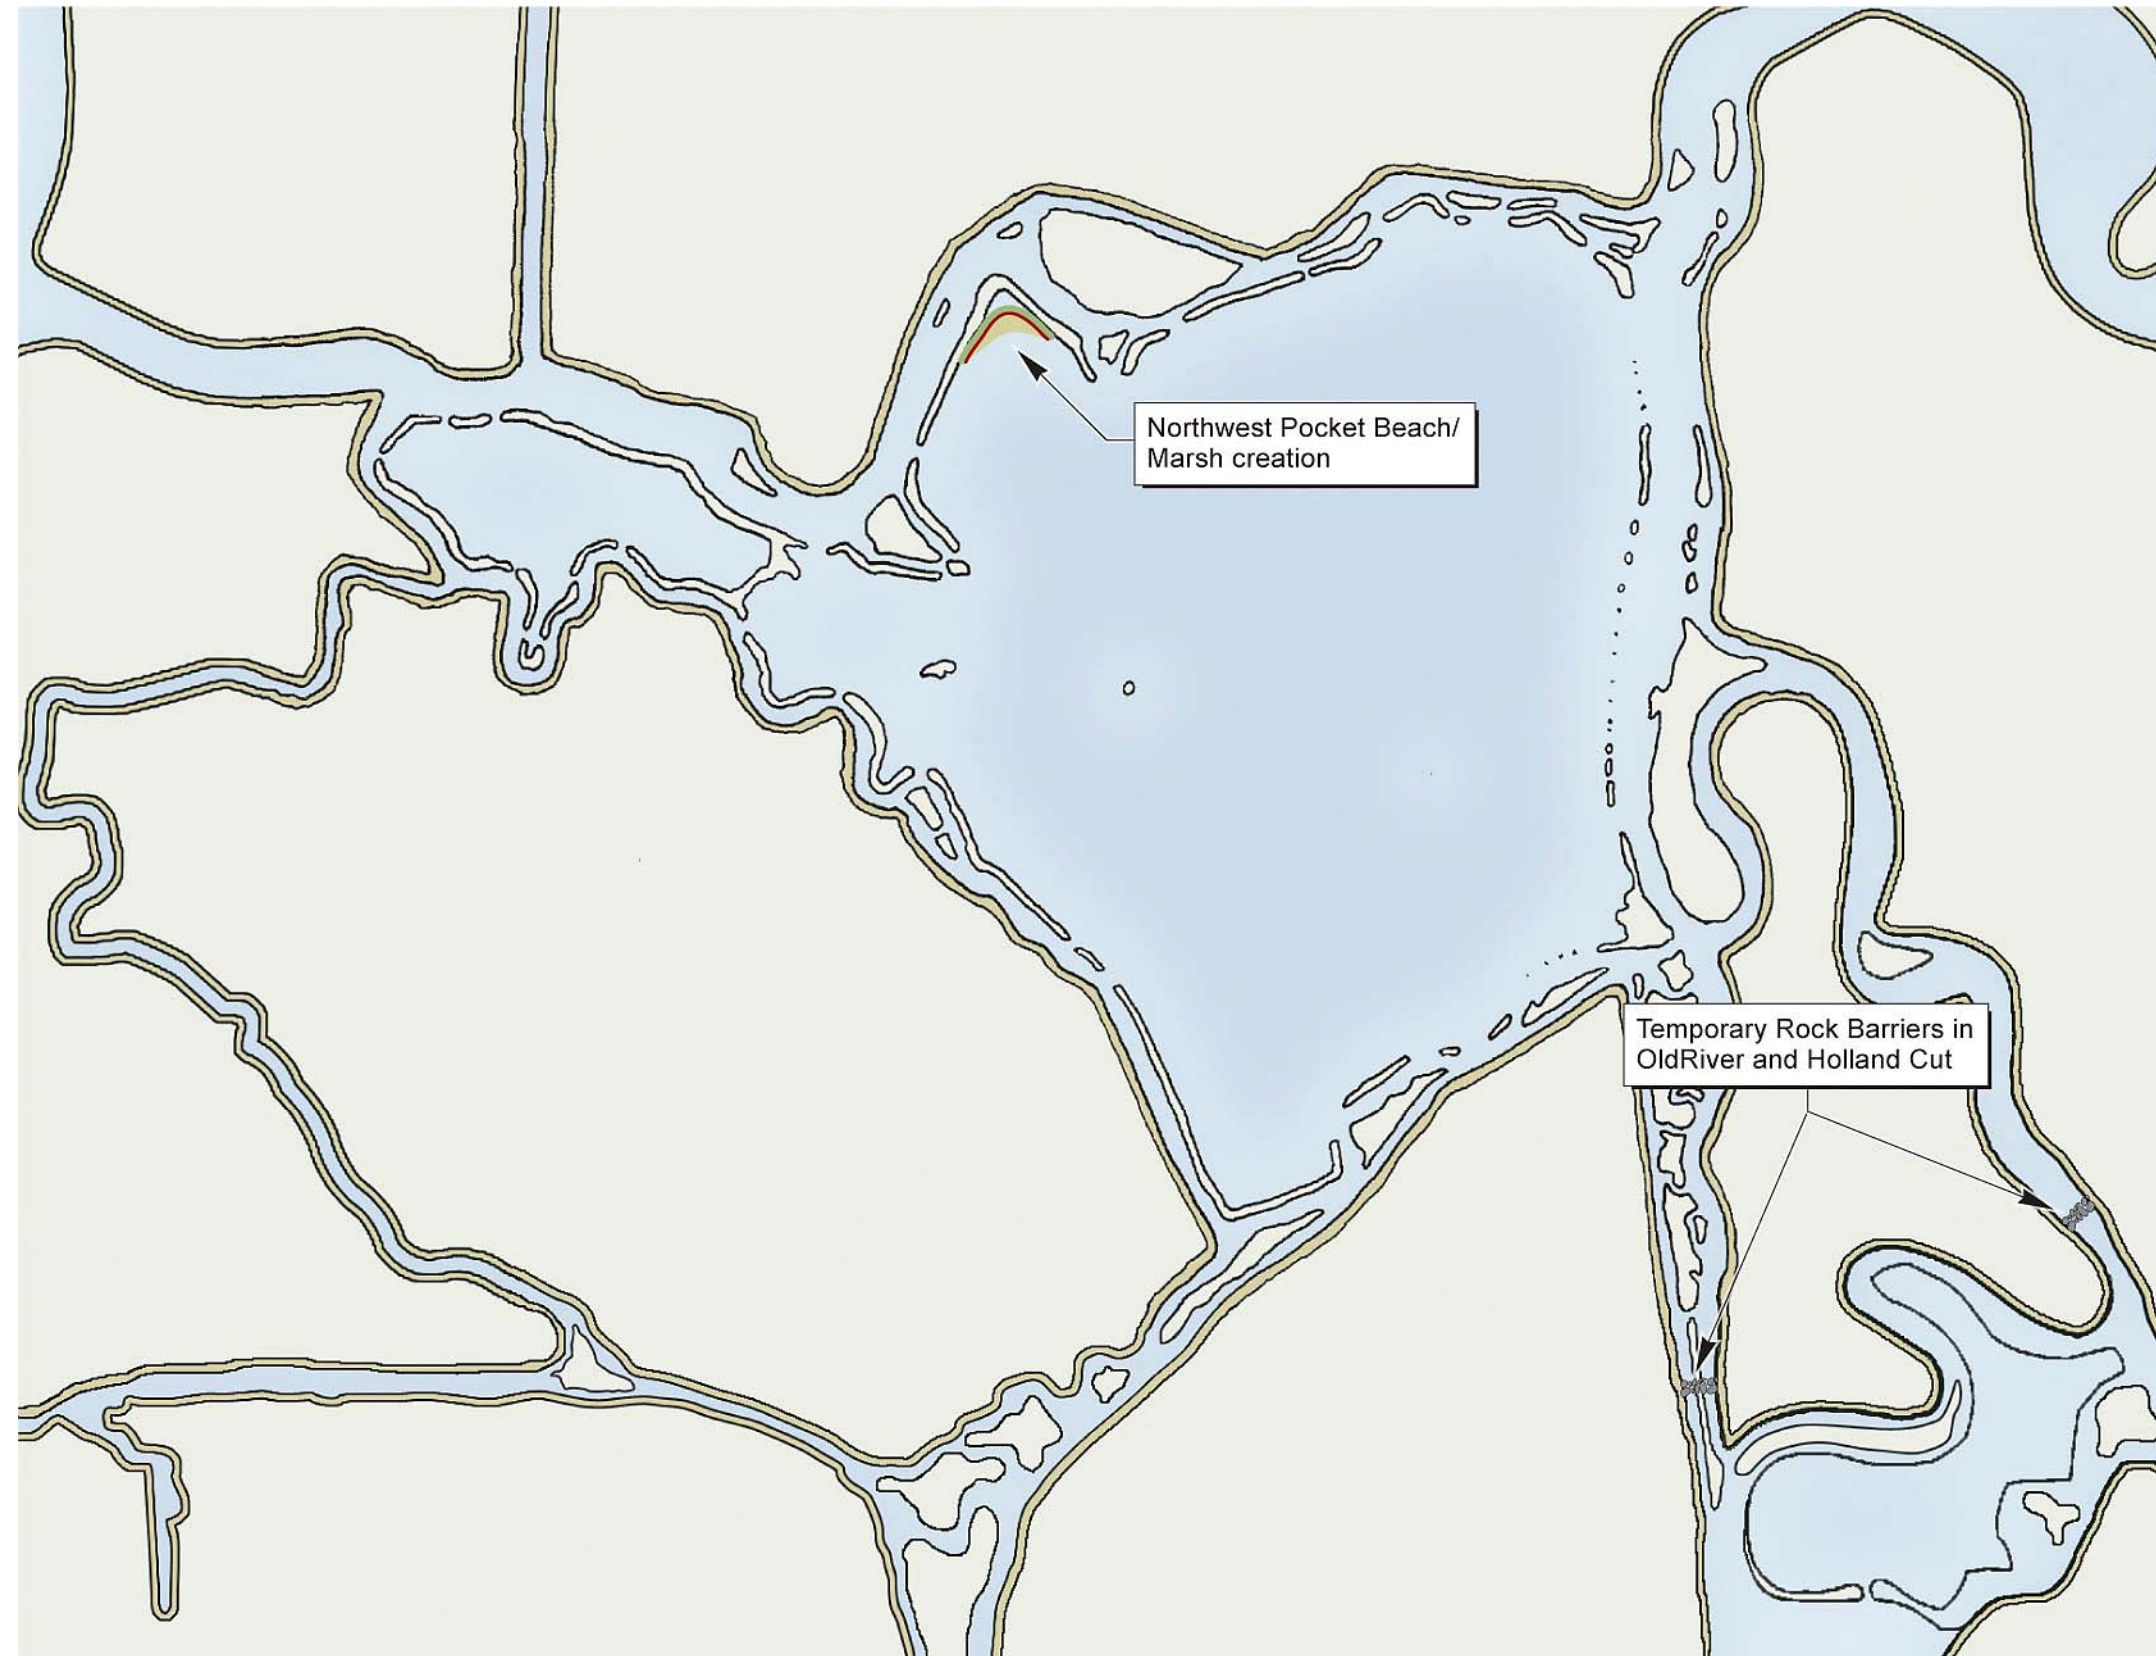 Northwest Pocket Beach/
Marsh creation
Temporary Rock Barriers in
OldRiver and Holland Cut